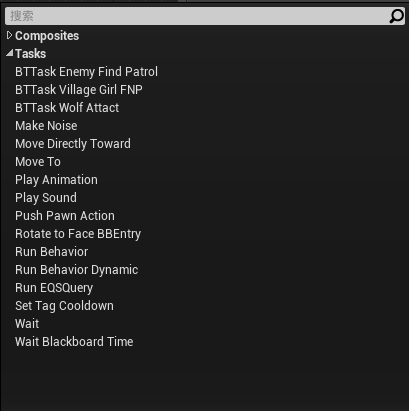 搜索
Composites
Tasks
BTTask Enemy Find Patrol
BTTask Village Girl FNP
BTTask Wolf Attact
Make Noise
Move Directly Toward
Move To
Play Animation
Play Sound
Push Pawn Action
Rotate to Face BBEntry
Run Behavior
Run Behavior Dynamic
Run EQSQuery
Set Tag Cooldown
Wait
Wait Blackboard Time